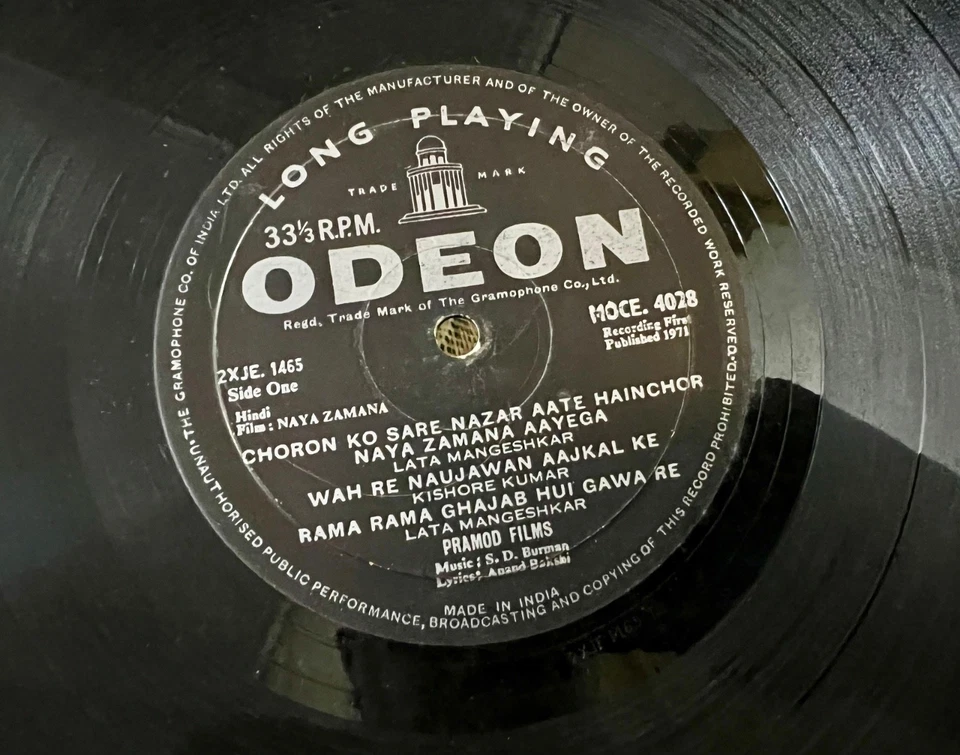 THE GRAMOPHONE CO. OF INDIA LTD. ALL RIGHTS OF THE MANUFACTURER AND OF THE OWNER OF THE RECORDED WORK RESERVED.
LONG PLAYING
TRADE MARK
33⅓ R.P.M.
ODEON
Regd. Trade Mark of The Gramophone Co., Ltd.
MOCE. 4028
Recording First
Published 1971
2XJE. 1465
Side One
Hindi
Film : NAYA ZAMANA
CHORON KO SARE NAZAR AATE HAINCHOR
NAYA ZAMANA AAYEGA
LATA MANGESHKAR
WAH RE NAUJAWAN AAJKAL KE
KISHORE KUMAR
RAMA RAMA GHAJAB HUI GAWA RE
LATA MANGESHKAR
PRAMOD FILMS
Music : S. D. Burman
Lyrics : Anand Bakshi
MADE IN INDIA
UNAUTHORISED PUBLIC PERFORMANCE, BROADCASTING AND COPYING OF THIS RECORD PROHIBITED.
2XJE 1465